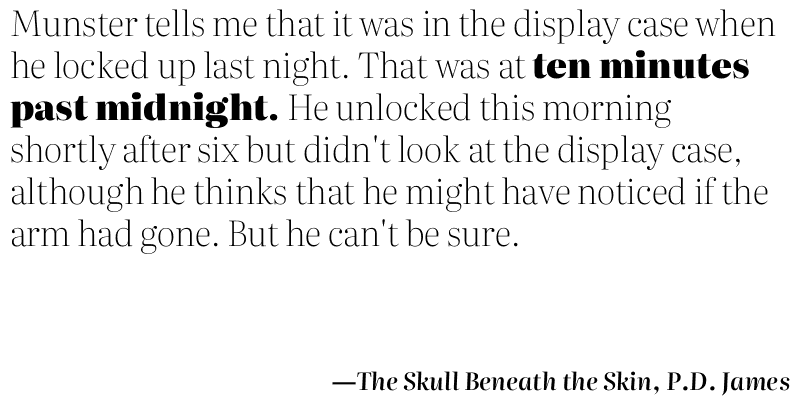 Munster tells me that it was in the display case when
he locked up last night. That was at ten minutes
past midnight. He unlocked this morning
shortly after six but didn't look at the display case,
although he thinks that he might have noticed if the
arm had gone. But he can't be sure.
—The Skull Beneath the Skin, P.D. James